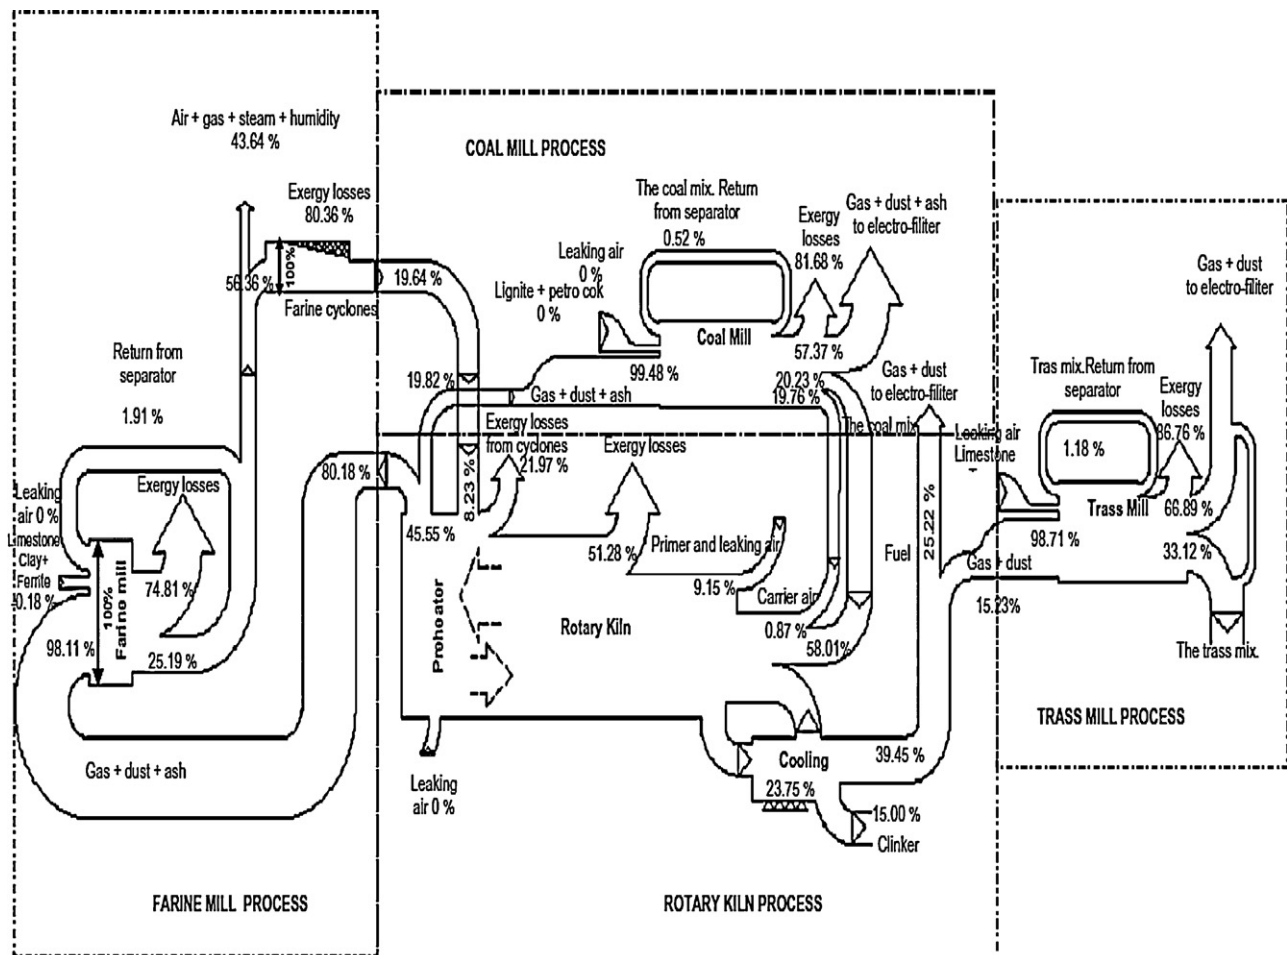 Air + gas + steam + humidity
43.64 %
Exergy losses
80.36 %
100%
56.36 %
Farine cyclones
Return from
separator
1.91 %
Exergy losses
Leaking
air 0 %
Limestone
Clay+
Ferrite
0.18 %
100%
Farino mill
74.81 %
98.11 %
25.19 %
Gas + dust + ash
FARINE MILL PROCESS
COAL MILL PROCESS
19.64 %
The coal mix. Return
from separator
0.52 %
Leaking air
0 %
Lignite + petro cok
0 %
Exergy
losses
81.68 %
Gas + dust + ash
to electro-filiter
Coal Mill
57.37 %
99.48 %
20.23 %
19.76 %
19.82 %
Gas + dust + ash
Gas + dust
to electro-filiter
The coal mix.
80.18 %
8.23 %
Exergy losses
from cyclones
21.97 %
Exergy losses
45.55 %
51.28 %
Primer and leaking air
9.15 %
Carrier air
0.87 %
58.01%
Fuel
25.22 %
Prohoator
Rotary Kiln
Leaking
air 0 %
Cooling
23.75 %
39.45 %
15.00 %
Clinker
ROTARY KILN PROCESS
Gas + dust
to electro-filiter
Tras mix.Return from
separator
1.18 %
Exergy
losses
86.76 %
Leaking air
Limestone
Trass Mill
66.89 %
98.71 %
33.12 %
Gas + dust
15.23%
The trass mix.
TRASS MILL PROCESS